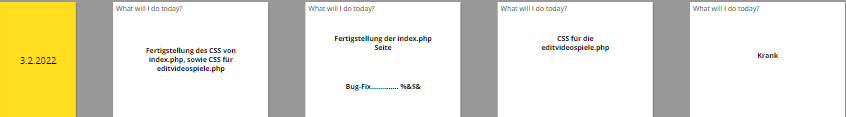 3.2.2022
What will I do today?
Fertigstellung des CSS von
index.php, sowie CSS für
editvideospiele.php
What will I do today?
Fertigstellung der index.php
Seite
Bug-Fix.............. %&$&
What will I do today?
CSS für die
editvideospiele.php
What will I do today?
Krank